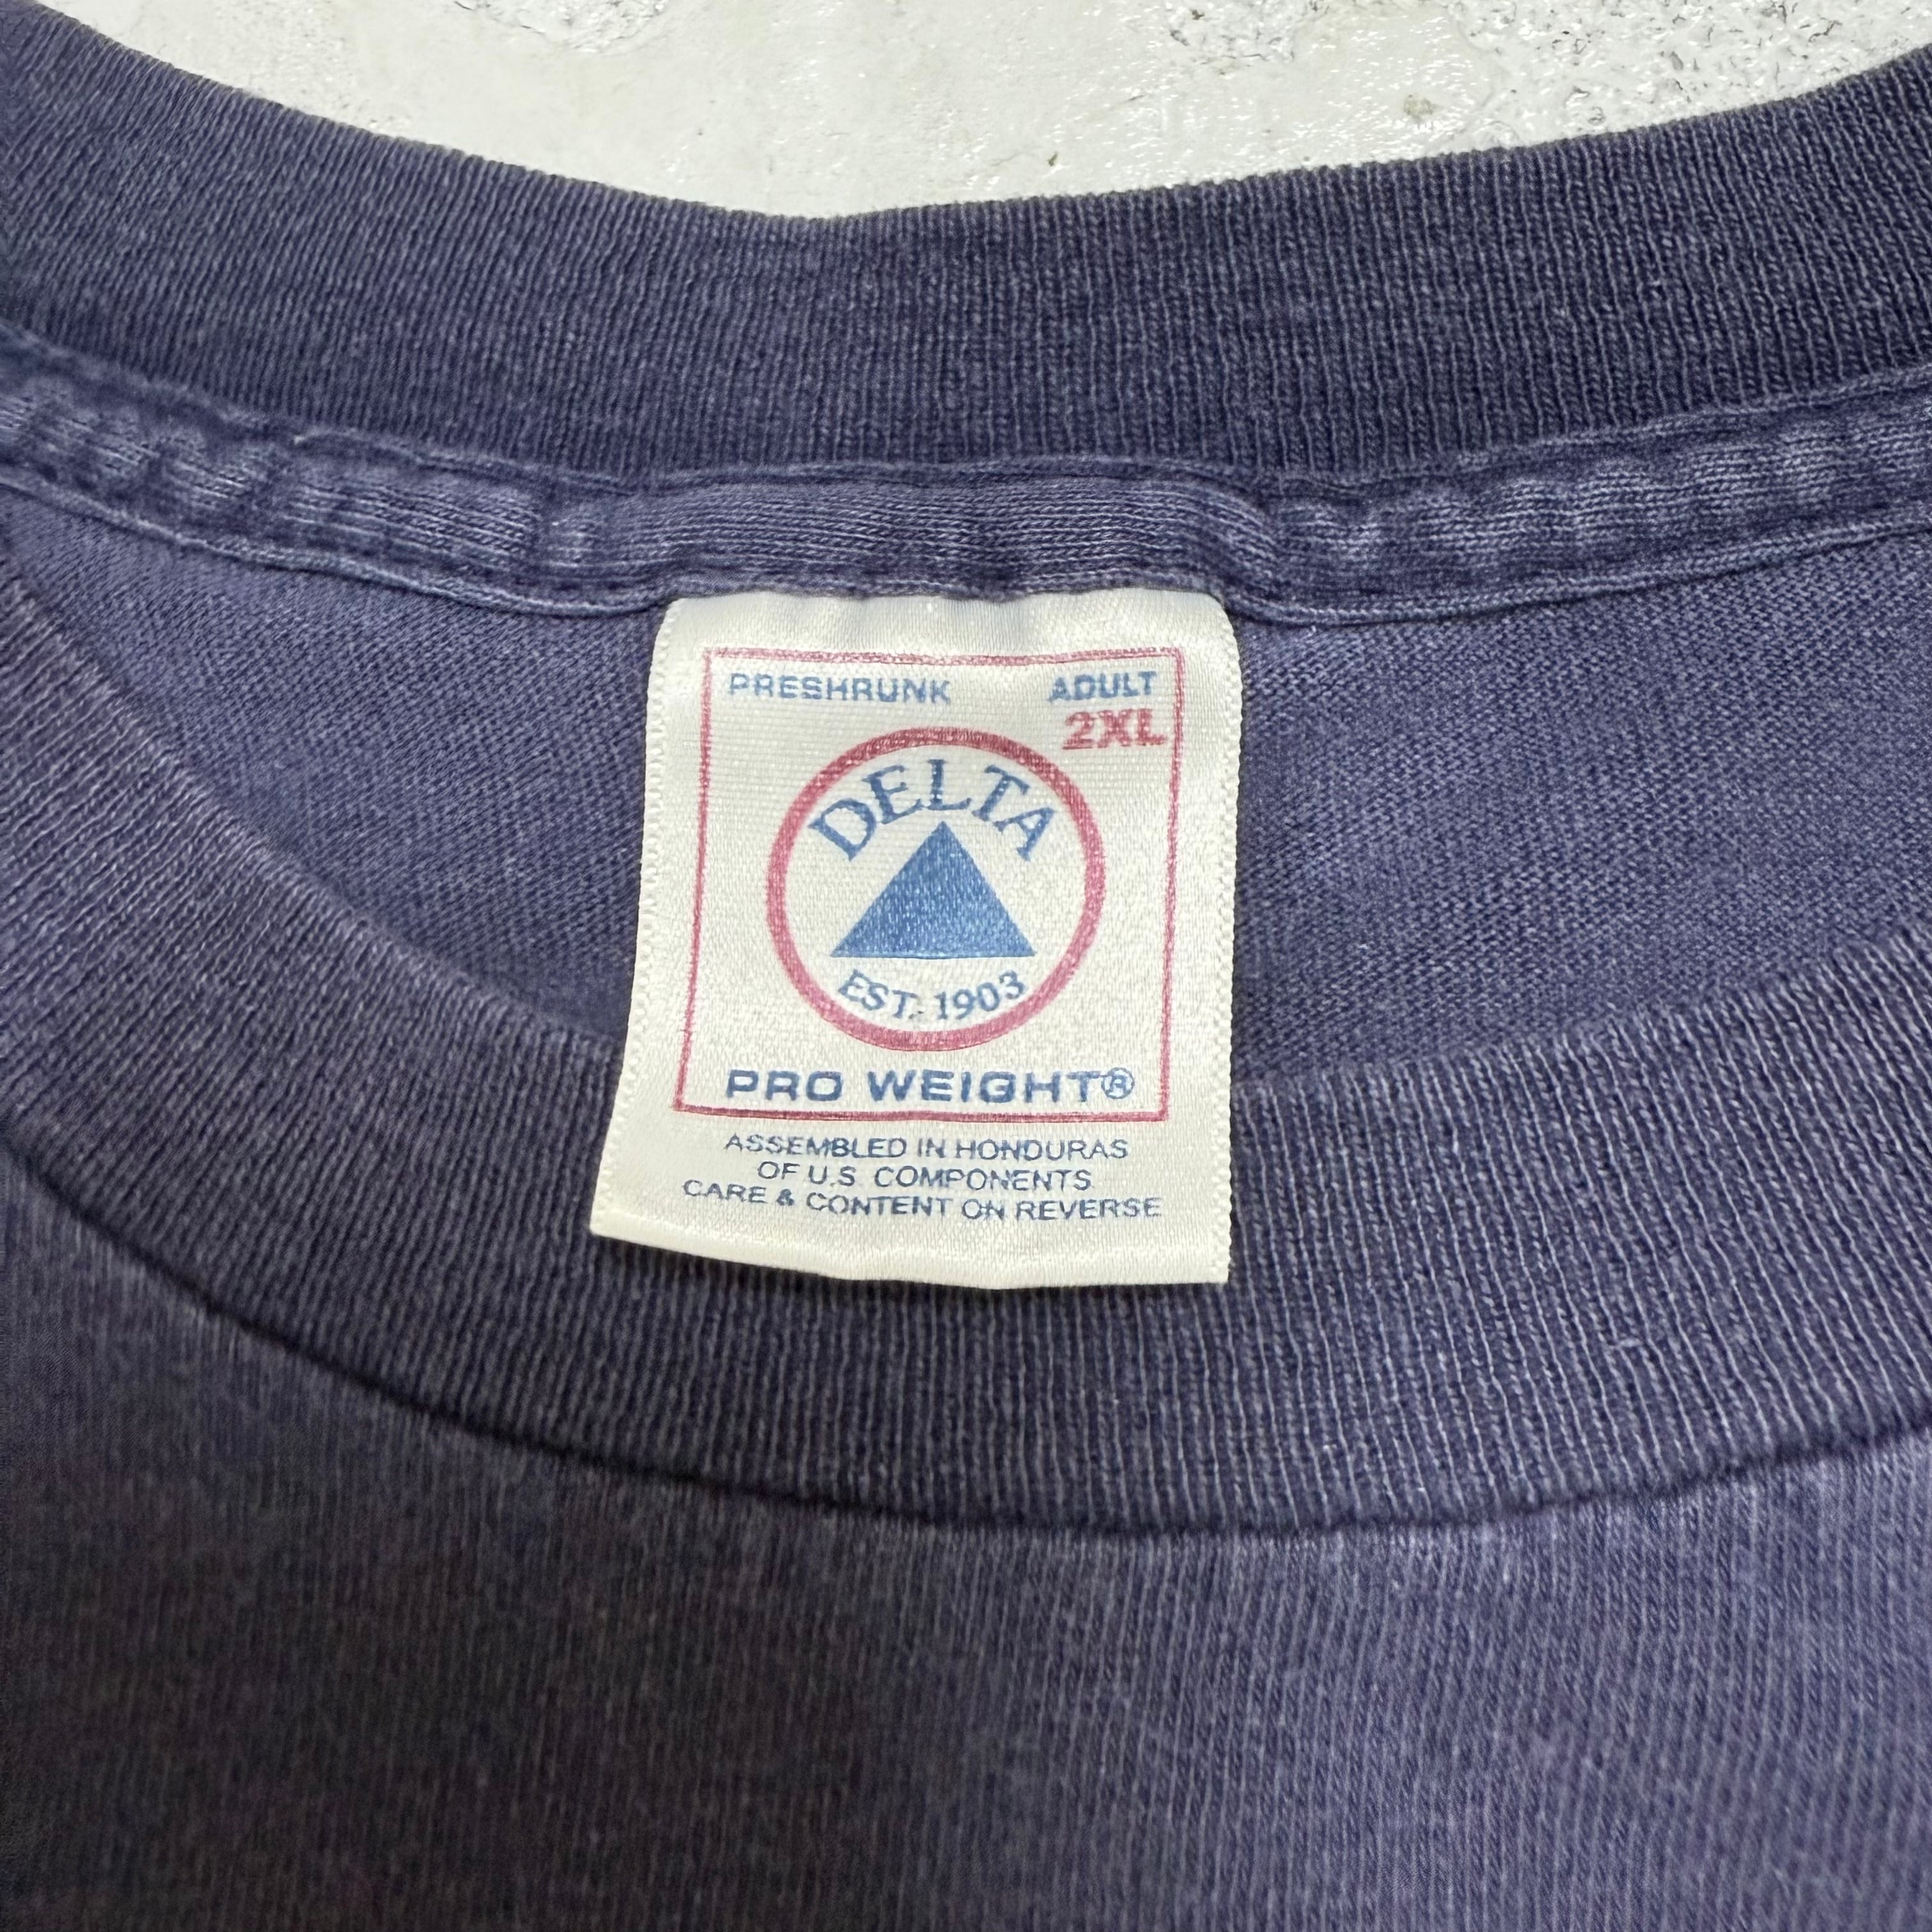 PRESHRUNK ADULT
2XL
DELTA
EST. 1903
PRO WEIGHT®
ASSEMBLED IN HONDURAS
OF U.S. COMPONENTS
CARE & CONTENT ON REVERSE